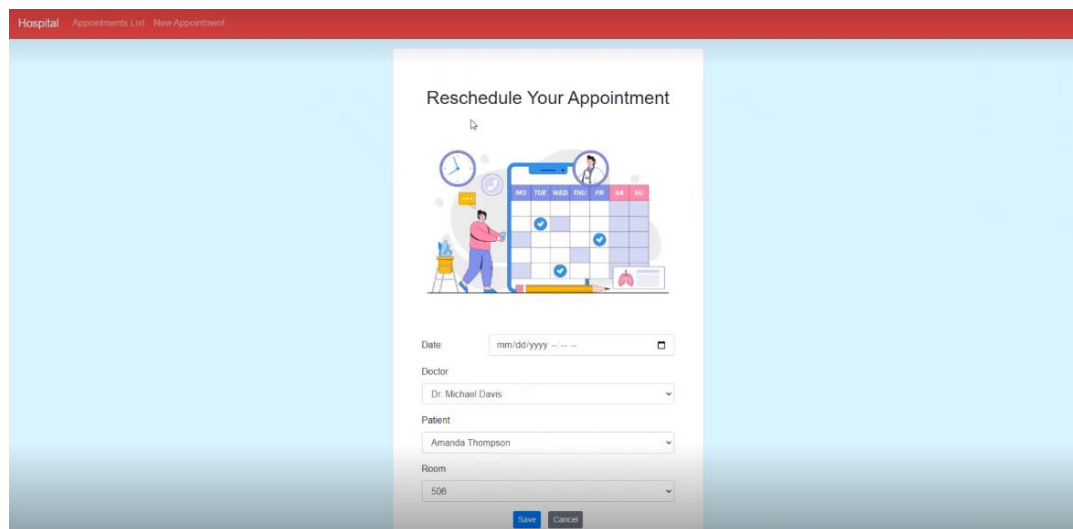 Hospital Appointments List New Appointment
Reschedule Your Appointment
MO TUE WED THU FR SA SU
Date:
mm/dd/yyyy --:-- --
Doctor
Dr. Michael Davis
Patient
Amanda Thompson
Room
506
Save Cancel